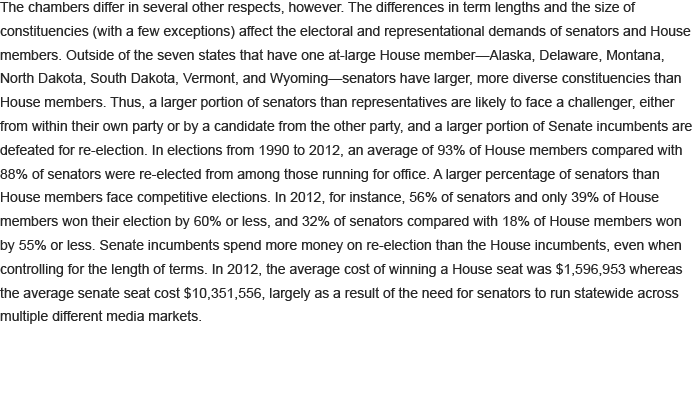 The chambers differ in several other respects, however. The differences in term lengths and the size of
constituencies (with a few exceptions) affect the electoral and representational demands of senators and House
members. Outside of the seven states that have one at-large House member—Alaska, Delaware, Montana,
North Dakota, South Dakota, Vermont, and Wyoming—senators have larger, more diverse constituencies than
House members. Thus, a larger portion of senators than representatives are likely to face a challenger, either
from within their own party or by a candidate from the other party, and a larger portion of Senate incumbents are
defeated for re-election. In elections from 1990 to 2012, an average of 93% of House members compared with
88% of senators were re-elected from among those running for office. A larger percentage of senators than
House members face competitive elections. In 2012, for instance, 56% of senators and only 39% of House
members won their election by 60% or less, and 32% of senators compared with 18% of House members won
by 55% or less. Senate incumbents spend more money on re-election than the House incumbents, even when
controlling for the length of terms. In 2012, the average cost of winning a House seat was $1,596,953 whereas
the average senate seat cost $10,351,556, largely as a result of the need for senators to run statewide across
multiple different media markets.